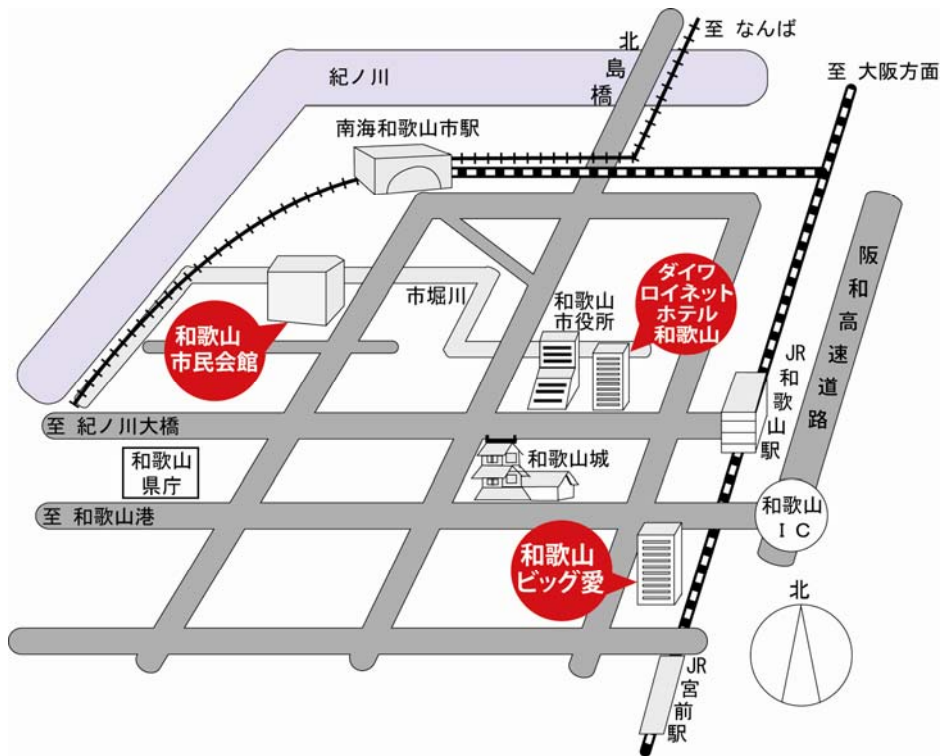 至 なんば
北島橋
紀ノ川
至 大阪方面
南海和歌山市駅
阪和高速道路
ダイワ
ロイネット
ホテル
和歌山
市堀川
和歌山
市役所
和歌山
市民会館
JR和歌山駅
至 紀ノ川大橋
和歌山
県庁
和歌山城
至 和歌山港
和歌山
ＩＣ
和歌山
ビッグ愛
北
JR宮前駅